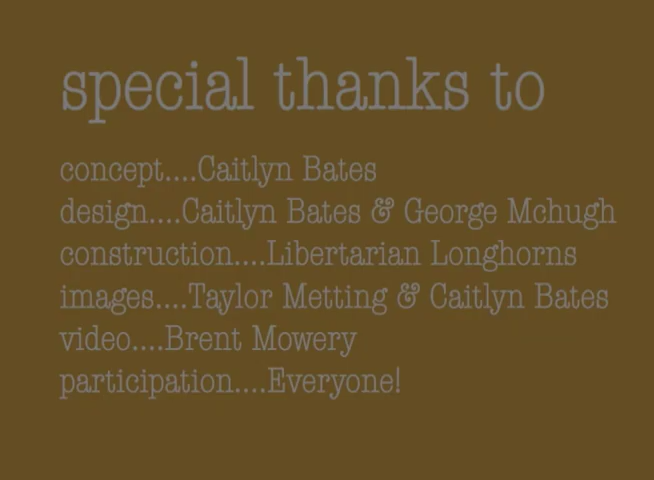 special thanks to
concept....Caitlyn Bates
design....Caitlyn Bates & George Mchugh
construction....Libertarian Longhorns
images....Taylor Metting & Caitlyn Bates
video....Brent Mowery
participation....Everyone!